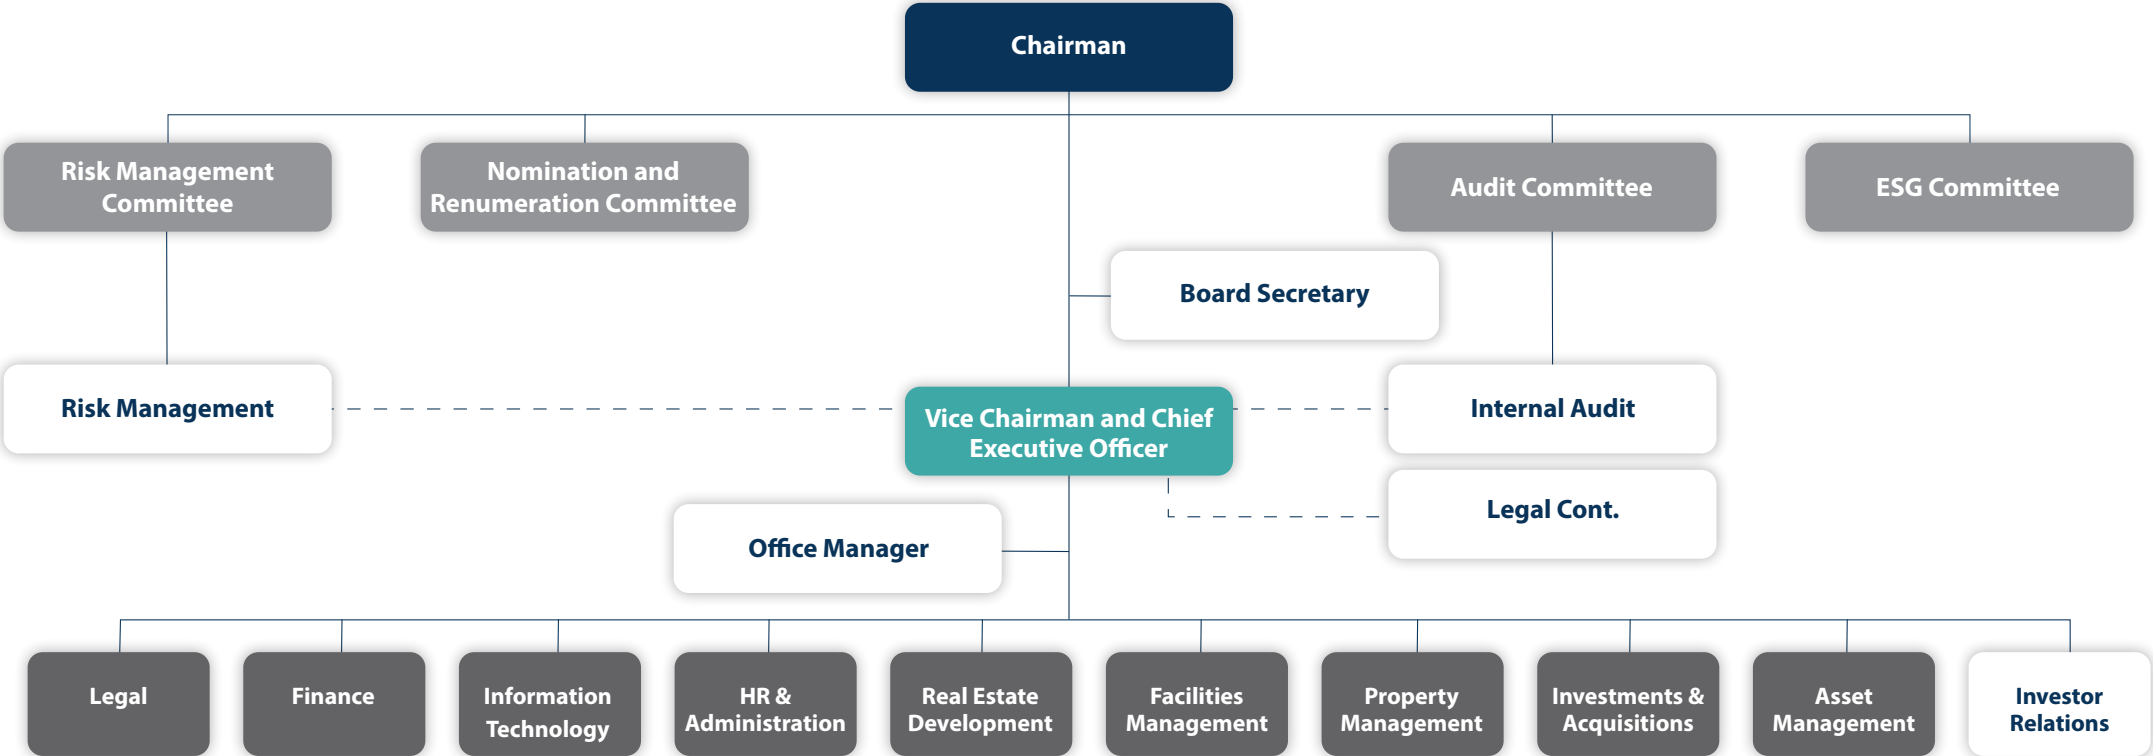 Chairman
Risk Management
Committee
Nomination and
Renumeration Committee
Audit Committee
ESG Committee
Board Secretary
Risk Management
Vice Chairman and Chief
Executive Officer
Internal Audit
Legal Cont.
Office Manager
Legal
Finance
Information
Technology
HR &
Administration
Real Estate
Development
Facilities
Management
Property
Management
Investments &
Acquisitions
Asset
Management
Investor
Relations